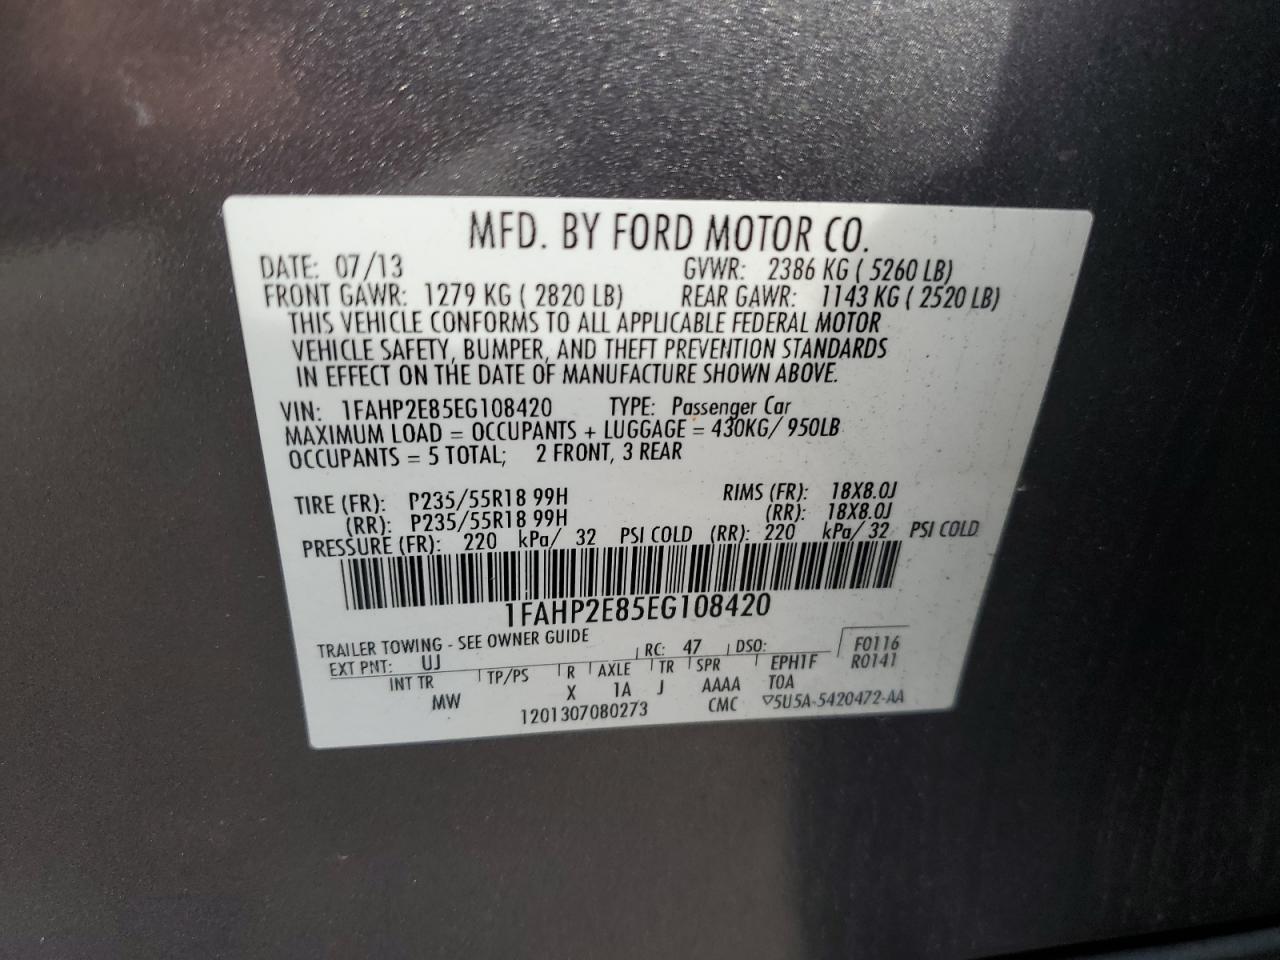 MFD. BY FORD MOTOR CO.
DATE: 07/13 GVWR: 2386 KG ( 5260 LB)
FRONT GAWR: 1279 KG ( 2820 LB) REAR GAWR: 1143 KG ( 2520 LB)
THIS VEHICLE CONFORMS TO ALL APPLICABLE FEDERAL MOTOR
VEHICLE SAFETY, BUMPER, AND THEFT PREVENTION STANDARDS
IN EFFECT ON THE DATE OF MANUFACTURE SHOWN ABOVE.
VIN: 1FAHP2E85EG108420 TYPE: Passenger Car
MAXIMUM LOAD = OCCUPANTS + LUGGAGE = 430KG/ 950LB
OCCUPANTS = 5 TOTAL; 2 FRONT, 3 REAR
TIRE (FR): P235/55R18 99H RIMS (FR): 18X8.0J
(RR): P235/55R18 99H (RR): 18X8.0J
PRESSURE (FR): 220 kPa/ 32 PSI COLD (RR): 220 kPa/ 32 PSI COLD
1FAHP2E85EG108420
TRAILER TOWING - SEE OWNER GUIDE
EXT PNT: UJ RC: 47 DSO: F0116
R0141
INT TR TP/PS R AXLE TR SPR EPH1F
MW X 1A J AAAA TOA
1201307080273 CMC ▽5U5A-5420472-AA